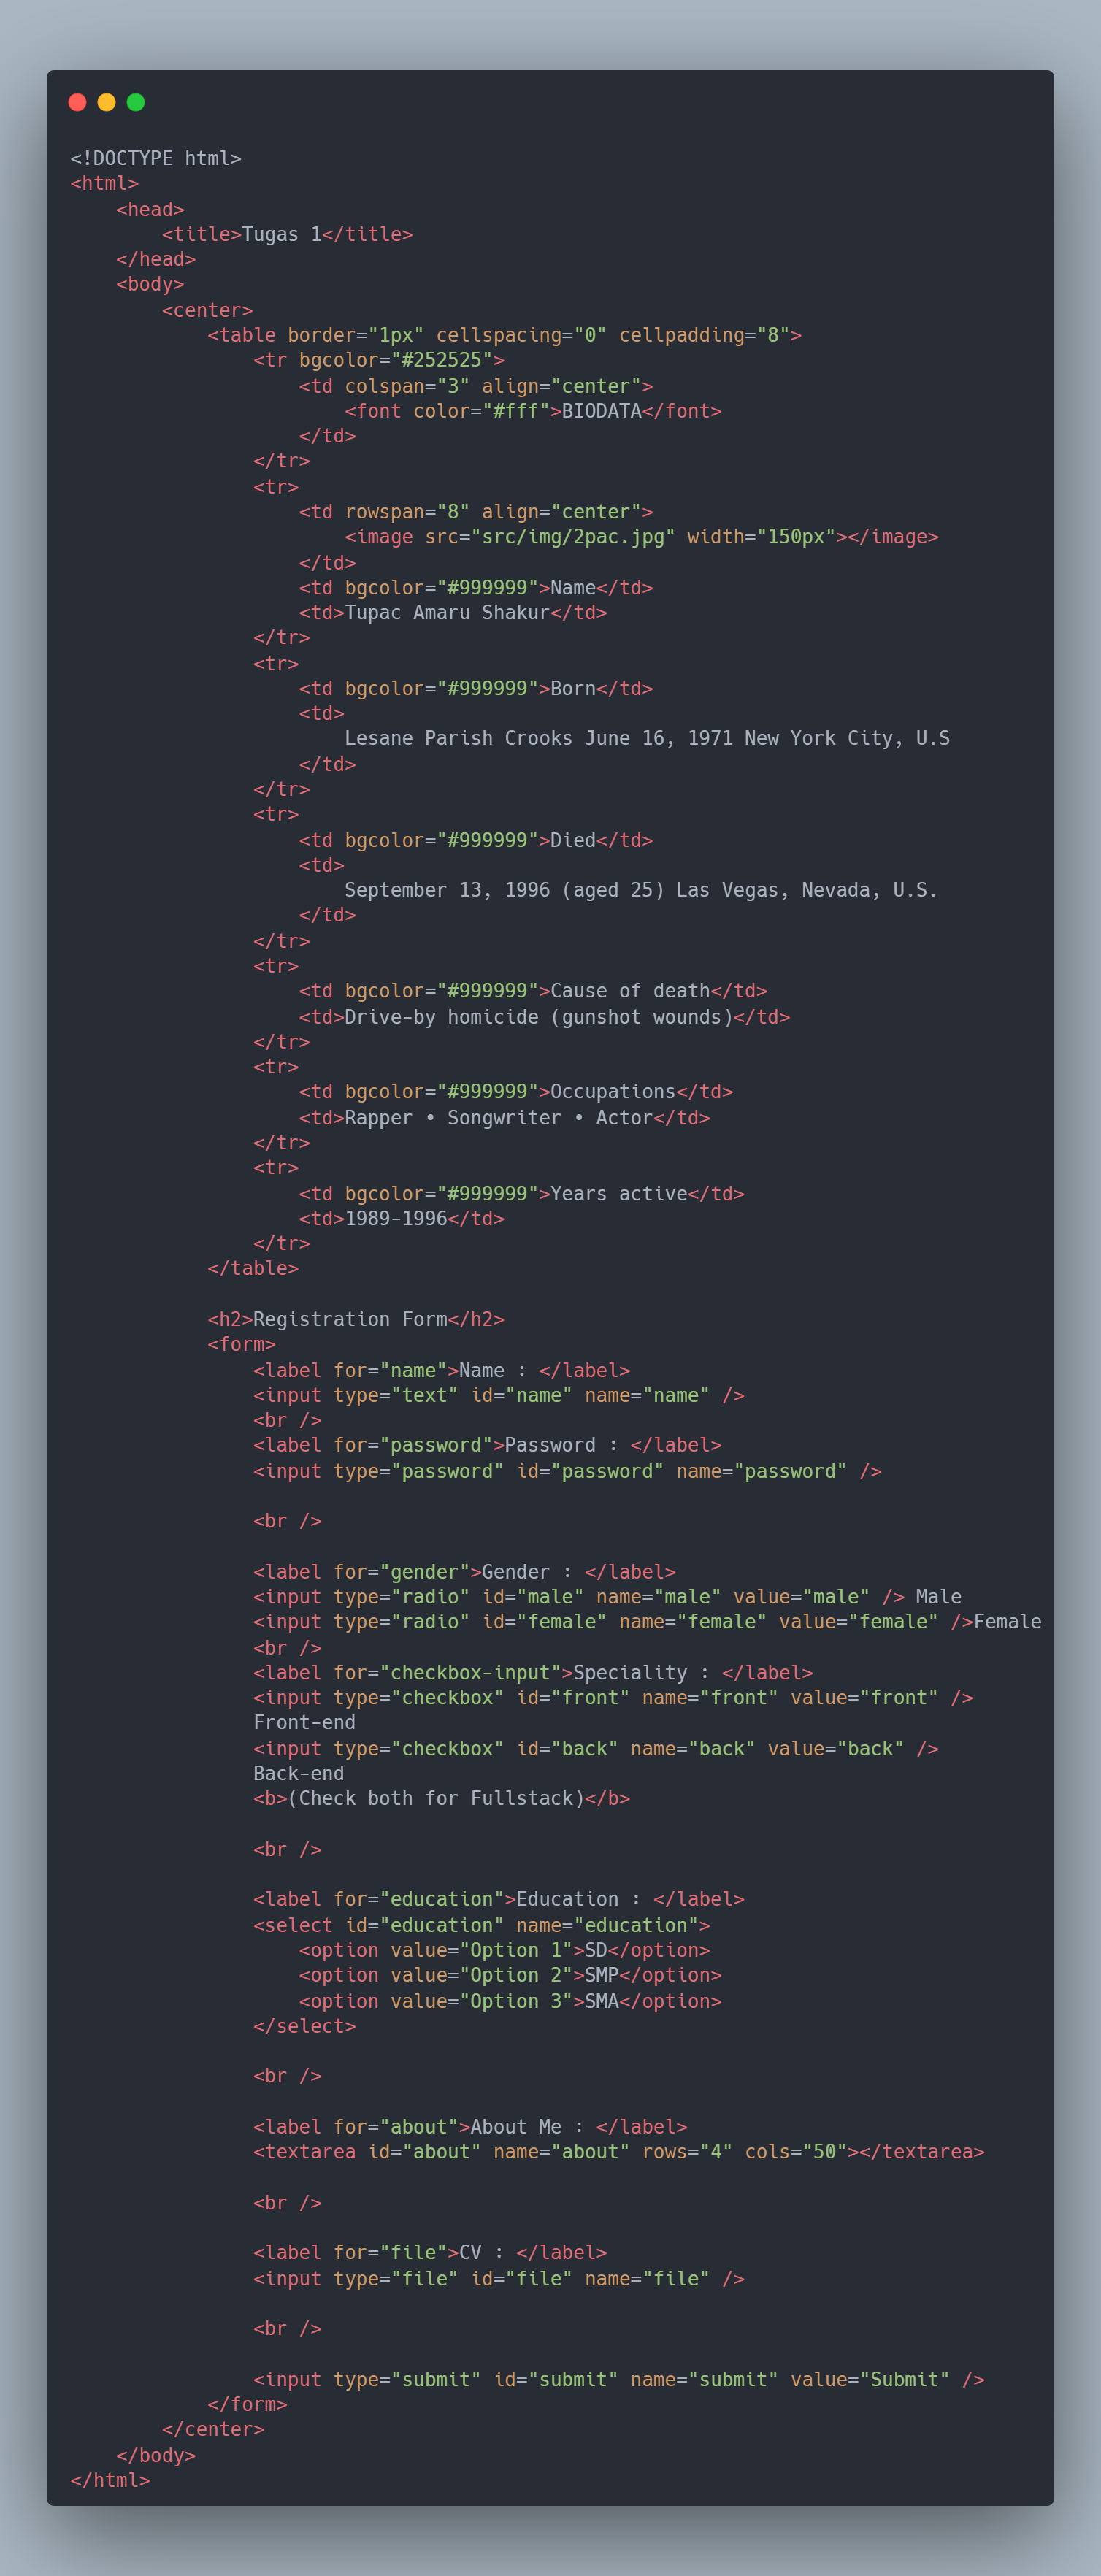 <!DOCTYPE html>
<html>
    <head>
        <title>Tugas 1</title>
    </head>
    <body>
        <center>
            <table border="1px" cellspacing="0" cellpadding="8">
                <tr bgcolor="#252525">
                    <td colspan="3" align="center">
                        <font color="#fff">BIODATA</font>
                    </td>
                </tr>
                <tr>
                    <td rowspan="8" align="center">
                        <image src="src/img/2pac.jpg" width="150px"></image>
                    </td>
                    <td bgcolor="#999999">Name</td>
                    <td>Tupac Amaru Shakur</td>
                </tr>
                <tr>
                    <td bgcolor="#999999">Born</td>
                    <td>
                        Lesane Parish Crooks June 16, 1971 New York City, U.S
                    </td>
                </tr>
                <tr>
                    <td bgcolor="#999999">Died</td>
                    <td>
                        September 13, 1996 (aged 25) Las Vegas, Nevada, U.S.
                    </td>
                </tr>
                <tr>
                    <td bgcolor="#999999">Cause of death</td>
                    <td>Drive-by homicide (gunshot wounds)</td>
                </tr>
                <tr>
                    <td bgcolor="#999999">Occupations</td>
                    <td>Rapper • Songwriter • Actor</td>
                </tr>
                <tr>
                    <td bgcolor="#999999">Years active</td>
                    <td>1989-1996</td>
                </tr>
            </table>

            <h2>Registration Form</h2>
            <form>
                <label for="name">Name : </label>
                <input type="text" id="name" name="name" />
                <br />
                <label for="password">Password : </label>
                <input type="password" id="password" name="password" />

                <br />

                <label for="gender">Gender : </label>
                <input type="radio" id="male" name="male" value="male" /> Male
                <input type="radio" id="female" name="female" value="female" />Female
                <br />
                <label for="checkbox-input">Speciality : </label>
                <input type="checkbox" id="front" name="front" value="front" />
                Front-end
                <input type="checkbox" id="back" name="back" value="back" />
                Back-end
                <b>(Check both for Fullstack)</b>

                <br />

                <label for="education">Education : </label>
                <select id="education" name="education">
                    <option value="Option 1">SD</option>
                    <option value="Option 2">SMP</option>
                    <option value="Option 3">SMA</option>
                </select>

                <br />

                <label for="about">About Me : </label>
                <textarea id="about" name="about" rows="4" cols="50"></textarea>

                <br />

                <label for="file">CV : </label>
                <input type="file" id="file" name="file" />

                <br />

                <input type="submit" id="submit" name="submit" value="Submit" />
            </form>
        </center>
    </body>
</html>